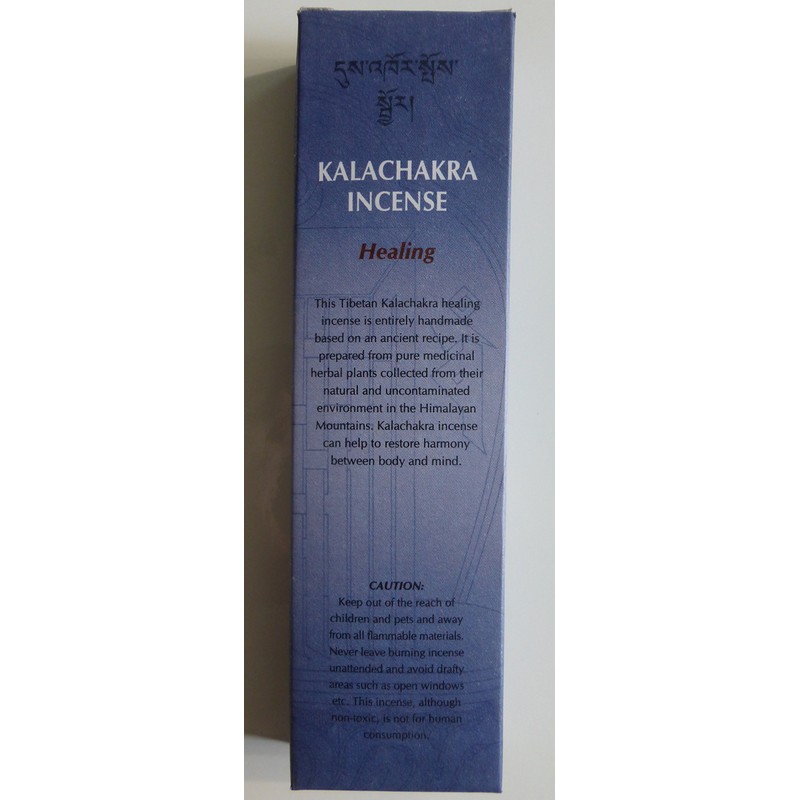 དུས་འཁོར་སྤོས་
སྦྱོར།
KALACHAKRA
INCENSE
Healing
This Tibetan Kalachakra healing
incense is entirely handmade
based on an ancient recipe. It is
prepared from pure medicinal
herbal plants collected from their
natural and uncontaminated
environment in the Himalayan
Mountains. Kalachakra incense
can help to restore harmony
between body and mind.
CAUTION:
Keep out of the reach of
children and pets and away
from all flammable materials.
Never leave burning incense
unattended and avoid drafty
areas such as open windows
etc. This incense, although
non-toxic, is not for human
consumption.